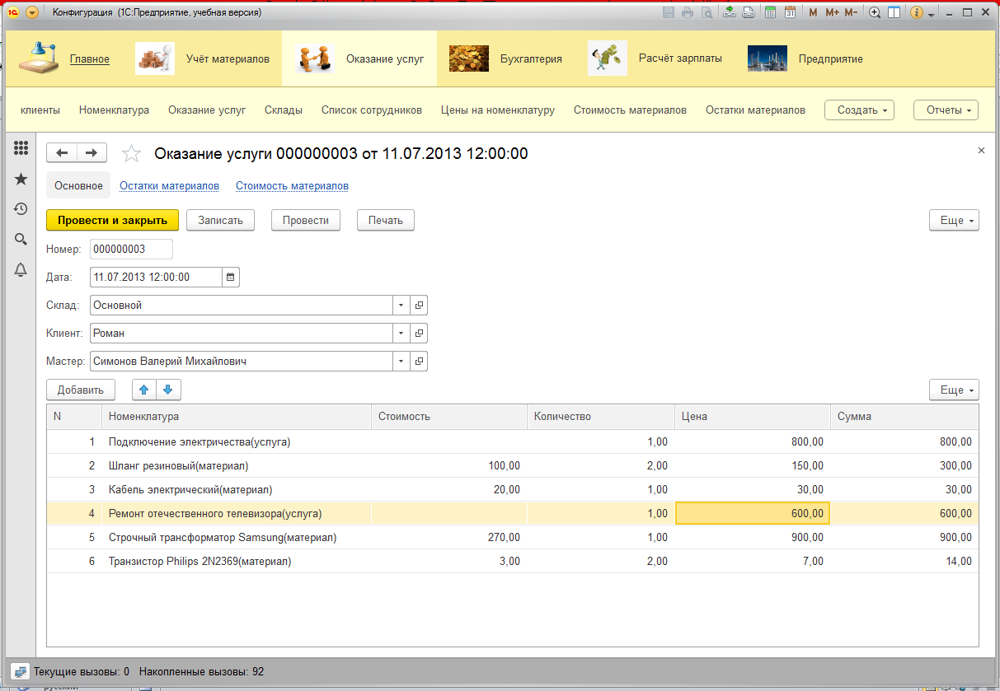 Конфигурация (1С:Предприятие, учебная версия) M M+ M-
Главное Учёт материалов Оказание услуг Бухгалтерия Расчёт зарплаты Предприятие
клиенты Номенклатура Оказание услуг Склады Список сотрудников Цены на номенклатуру Стоимость материалов Остатки материалов Создать Отчеты
Оказание услуги 000000003 от 11.07.2013 12:00:00
Основное Остатки материалов Стоимость материалов
Провести и закрыть Записать Провести Печать Еще
Номер: 000000003
Дата: 11.07.2013 12:00:00
Склад: Основной
Клиент: Роман
Мастер: Симонов Валерий Михайлович
Добавить Еще
N Номенклатура Стоимость Количество Цена Сумма
1 Подключение электричества(услуга) 1,00 800,00 800,00
2 Шланг резиновый(материал) 100,00 2,00 150,00 300,00
3 Кабель электрический(материал) 20,00 1,00 30,00 30,00
4 Ремонт отечественного телевизора(услуга) 1,00 600,00 600,00
5 Строчный трансформатор Samsung(материал) 270,00 1,00 900,00 900,00
6 Транзистор Philips 2N2369(материал) 3,00 2,00 7,00 14,00
Текущие вызовы: 0 Накопленные вызовы: 92